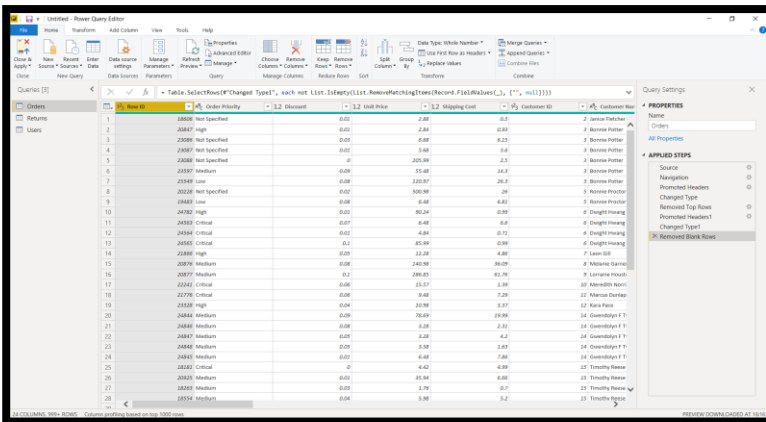 Untitled - Power Query Editor
File Home Transform Add Column View Tools Help
Close & Apply
New Source
Recent Sources
Enter Data
Data source settings
Manage Parameters
Refresh Preview
Properties
Advanced Editor
Manage
Choose Columns
Remove Columns
Keep Rows
Remove Rows
Split Column
Group By
Data Type: Whole Number
Use First Row as Headers
Replace Values
Merge Queries
Append Queries
Combine Files
Close New Query Data Sources Parameters Query Manage Columns Reduce Rows Sort Transform Combine
Queries [3]
Orders
Returns
Users
= Table.SelectRows(#"Changed Type1", each not List.IsEmpty(List.RemoveMatchingItems(Record.FieldValues(_), {"", null})))
Row ID Order Priority 1.2 Discount 1.2 Unit Price 1.2 Shipping Cost Customer ID Customer Nam
1 18606 Not Specified 0.01 2.88 0.5 2 Janice Fletcher
2 20847 High 0.01 2.84 0.93 3 Bonnie Potter
3 23086 Not Specified 0.03 6.68 6.15 3 Bonnie Potter
4 23087 Not Specified 0.01 5.68 3.6 3 Bonnie Potter
5 23088 Not Specified 0 205.99 2.5 3 Bonnie Potter
6 23597 Medium 0.09 55.48 14.3 3 Bonnie Potter
7 25549 Low 0.08 120.97 26.3 3 Bonnie Potter
8 20228 Not Specified 0.02 500.98 26 5 Ronnie Proctor
9 19483 Low 0.08 6.48 6.81 5 Ronnie Proctor
10 24782 High 0.01 90.24 0.99 6 Dwight Hwang
11 24563 Critical 0.07 6.48 6.6 6 Dwight Hwang
12 24564 Critical 0.01 4.84 0.71 6 Dwight Hwang
13 24565 Critical 0.1 85.99 0.99 6 Dwight Hwang
14 21866 High 0.05 12.28 4.86 7 Leon Gill
15 20876 Medium 0.08 140.98 36.09 8 Melanie Garne
16 20877 Medium 0.1 286.85 61.76 9 Lorraine Housh
17 22241 Critical 0.06 15.57 1.39 10 Meredith Norri
18 21776 Critical 0.06 9.48 7.29 11 Marcus Dunlap
19 23328 High 0.04 10.98 3.37 12 Kara Pace
20 24844 Medium 0.09 78.69 19.99 14 Gwendolyn F T
21 24846 Medium 0.08 3.28 2.31 14 Gwendolyn F T
22 24847 Medium 0.05 3.28 4.2 14 Gwendolyn F T
23 24848 Medium 0.05 3.58 1.63 14 Gwendolyn F T
24 24845 Medium 0.01 6.48 7.86 14 Gwendolyn F T
25 18181 Critical 0 4.42 4.99 15 Timothy Reese
26 20925 Medium 0.01 35.94 6.66 15 Timothy Reese
27 18263 Medium 0.03 1.76 0.7 15 Timothy Reese
28 18554 Medium 0.04 5.98 5.2 15 Timothy Reese
Query Settings
PROPERTIES
Name
Orders
All Properties
APPLIED STEPS
Source
Navigation
Promoted Headers
Changed Type
Removed Top Rows
Promoted Headers1
Changed Type1
Removed Blank Rows
24 COLUMNS, 999+ ROWS Column profiling based on top 1000 rows
PREVIEW DOWNLOADED AT 10:16